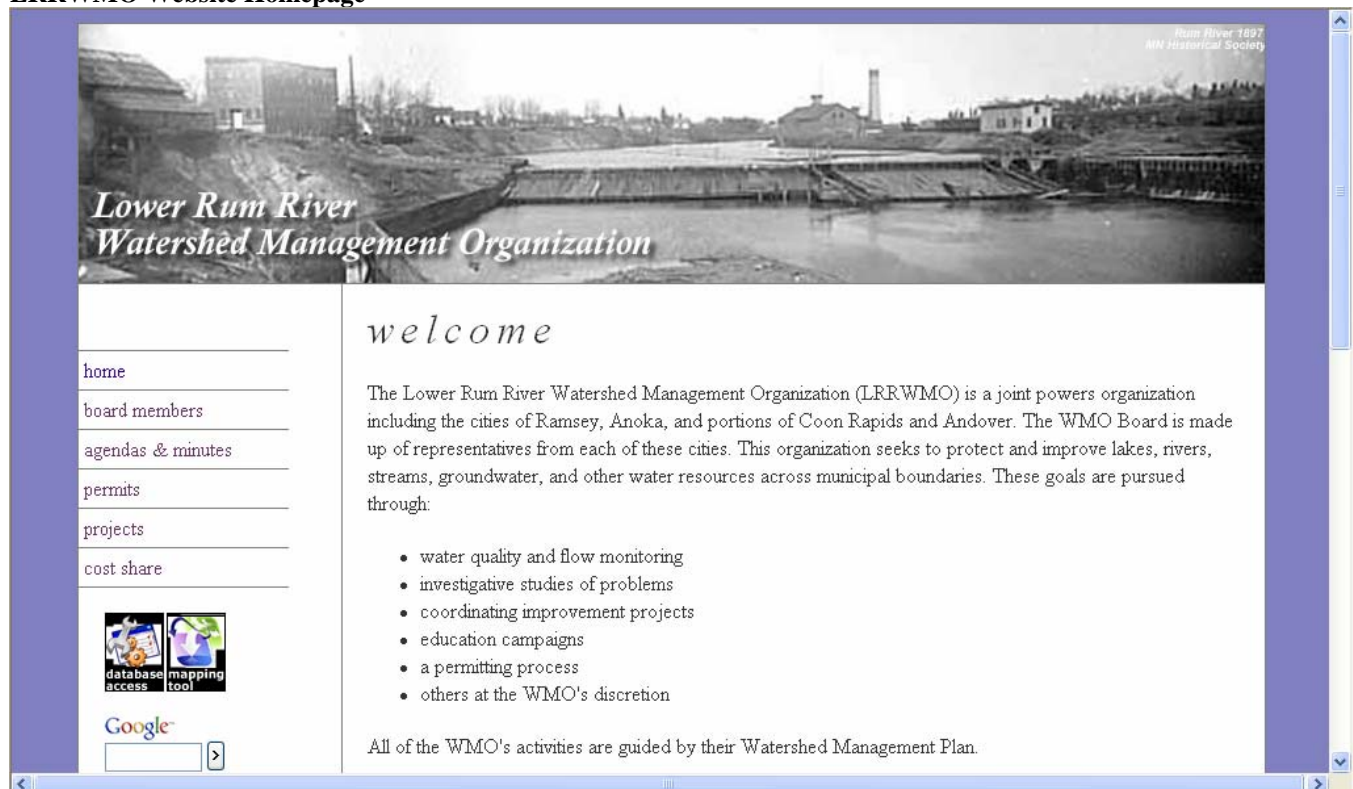 LRRWMO Website Homepage
Rum River 1897
MN Historical Society
Lower Rum River
Watershed Management Organization
home
board members
agendas & minutes
permits
projects
cost share
database access
mapping tool
Google™
>
welcome
The Lower Rum River Watershed Management Organization (LRRWMO) is a joint powers organization
including the cities of Ramsey, Anoka, and portions of Coon Rapids and Andover. The WMO Board is made
up of representatives from each of these cities. This organization seeks to protect and improve lakes, rivers,
streams, groundwater, and other water resources across municipal boundaries. These goals are pursued
through:
• water quality and flow monitoring
• investigative studies of problems
• coordinating improvement projects
• education campaigns
• a permitting process
• others at the WMO's discretion
All of the WMO's activities are guided by their Watershed Management Plan.